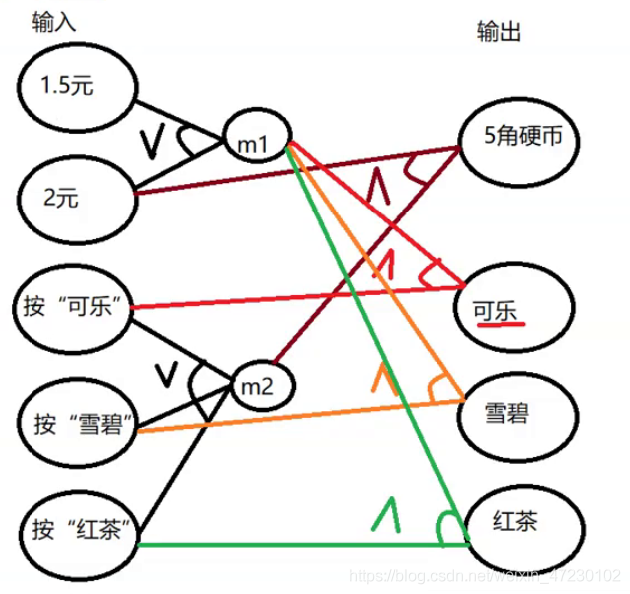 输入
输出
1.5元
V
m1
2元
5角硬币
∧
按“可乐”
∧
可乐
V
m2
∧
按“雪碧”
雪碧
按“红茶”
∧
红茶
https://blog.csdn.net/weixin_47230102